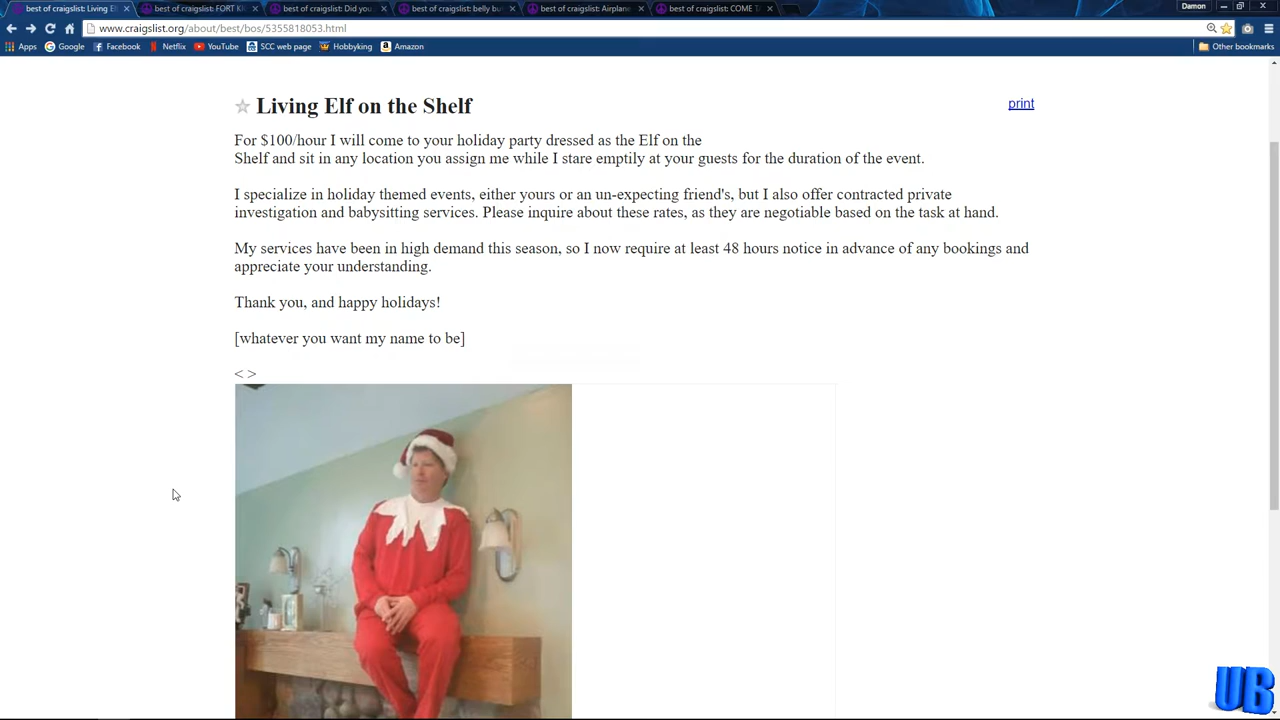 best of craigslist: Living El
best of craigslist: FORT Ki
best of craigslist: Did you
best of craigslist: belly bu
best of craigslist: Airplan
best of craigslist: COME TA
Damon
www.craigslist.org/about/best/bos/5355818053.html
Apps Google Facebook Netflix YouTube SCC web page Hobbyking Amazon Other bookmarks
Living Elf on the Shelf
print
For $100/hour I will come to your holiday party dressed as the Elf on the
Shelf and sit in any location you assign me while I stare emptily at your guests for the duration of the event.
I specialize in holiday themed events, either yours or an un-expecting friend's, but I also offer contracted private
investigation and babysitting services. Please inquire about these rates, as they are negotiable based on the task at hand.
My services have been in high demand this season, so I now require at least 48 hours notice in advance of any bookings and
appreciate your understanding.
Thank you, and happy holidays!
[whatever you want my name to be]
< >
UB